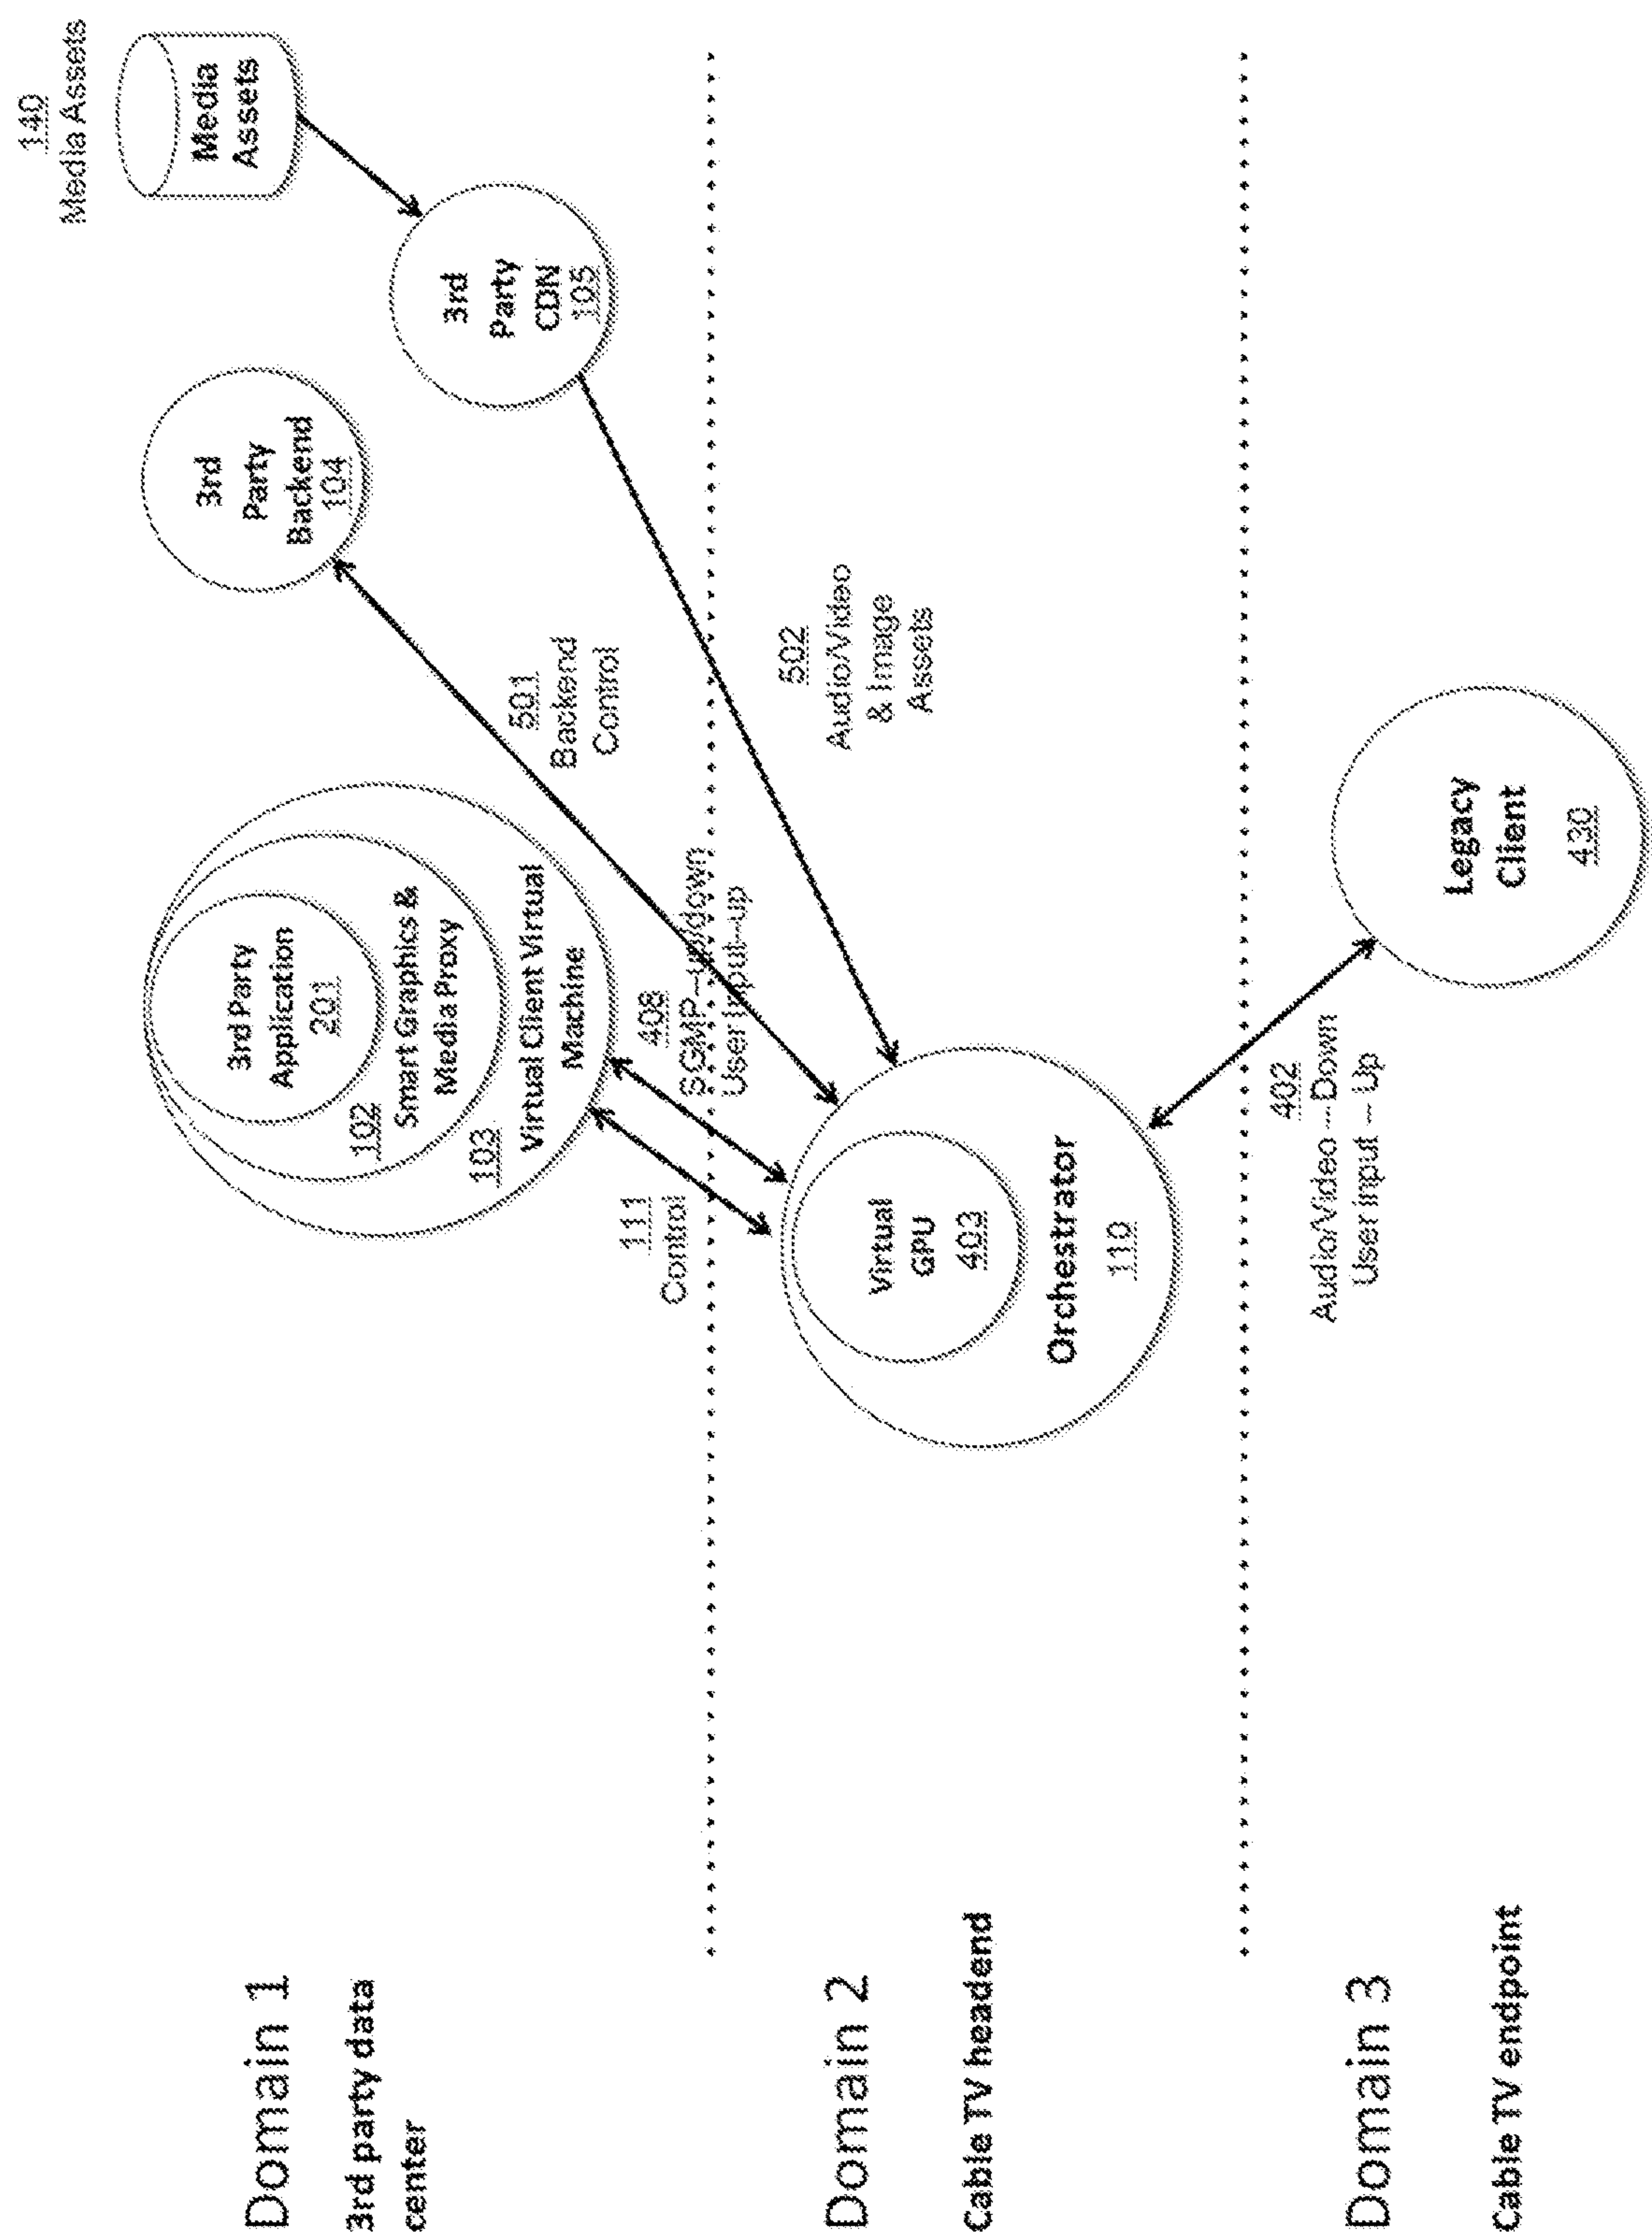 Domain 1
3rd party data
center
3rd Party
Application
201
102
Smart Graphics &
Media Proxy
103
Virtual Client Virtual
Machine
3rd
Party
Backend
104
140
Media Assets
Media
Assets
3rd
Party
CDN
105
111
Control
408
SGMP--up/down
User Input--up
501
Backend
Control
502
Audio/Video
& Image
Assets
Domain 2
Cable TV headend
Virtual
GPU
403
Orchestrator
110
402
Audio/Video -- Down
User input -- Up
Domain 3
Cable TV endpoint
Legacy
Client
430